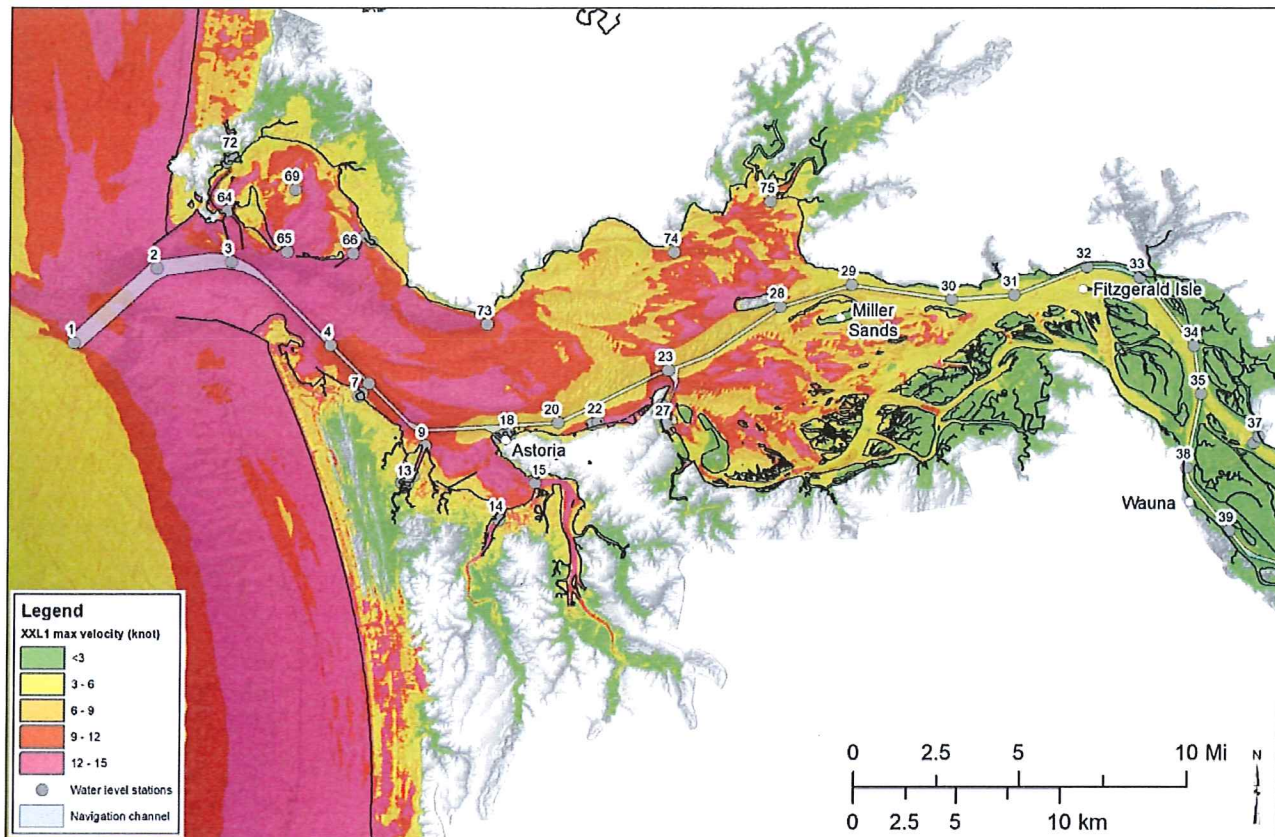 72
69
64
65
66
2
3
1
4
7
73
74
75
28
29
30
31
32
33
Fitzgerald Isle
Miller
Sands
34
35
37
38
39
Wauna
23
27
22
20
18
Astoria
9
13
15
14
Legend
XXL1 max velocity (knot)
<3
3 - 6
6 - 9
9 - 12
12 - 15
Water level stations
Navigation channel
0 2.5 5 10 Mi
0 2.5 5 10 km
N